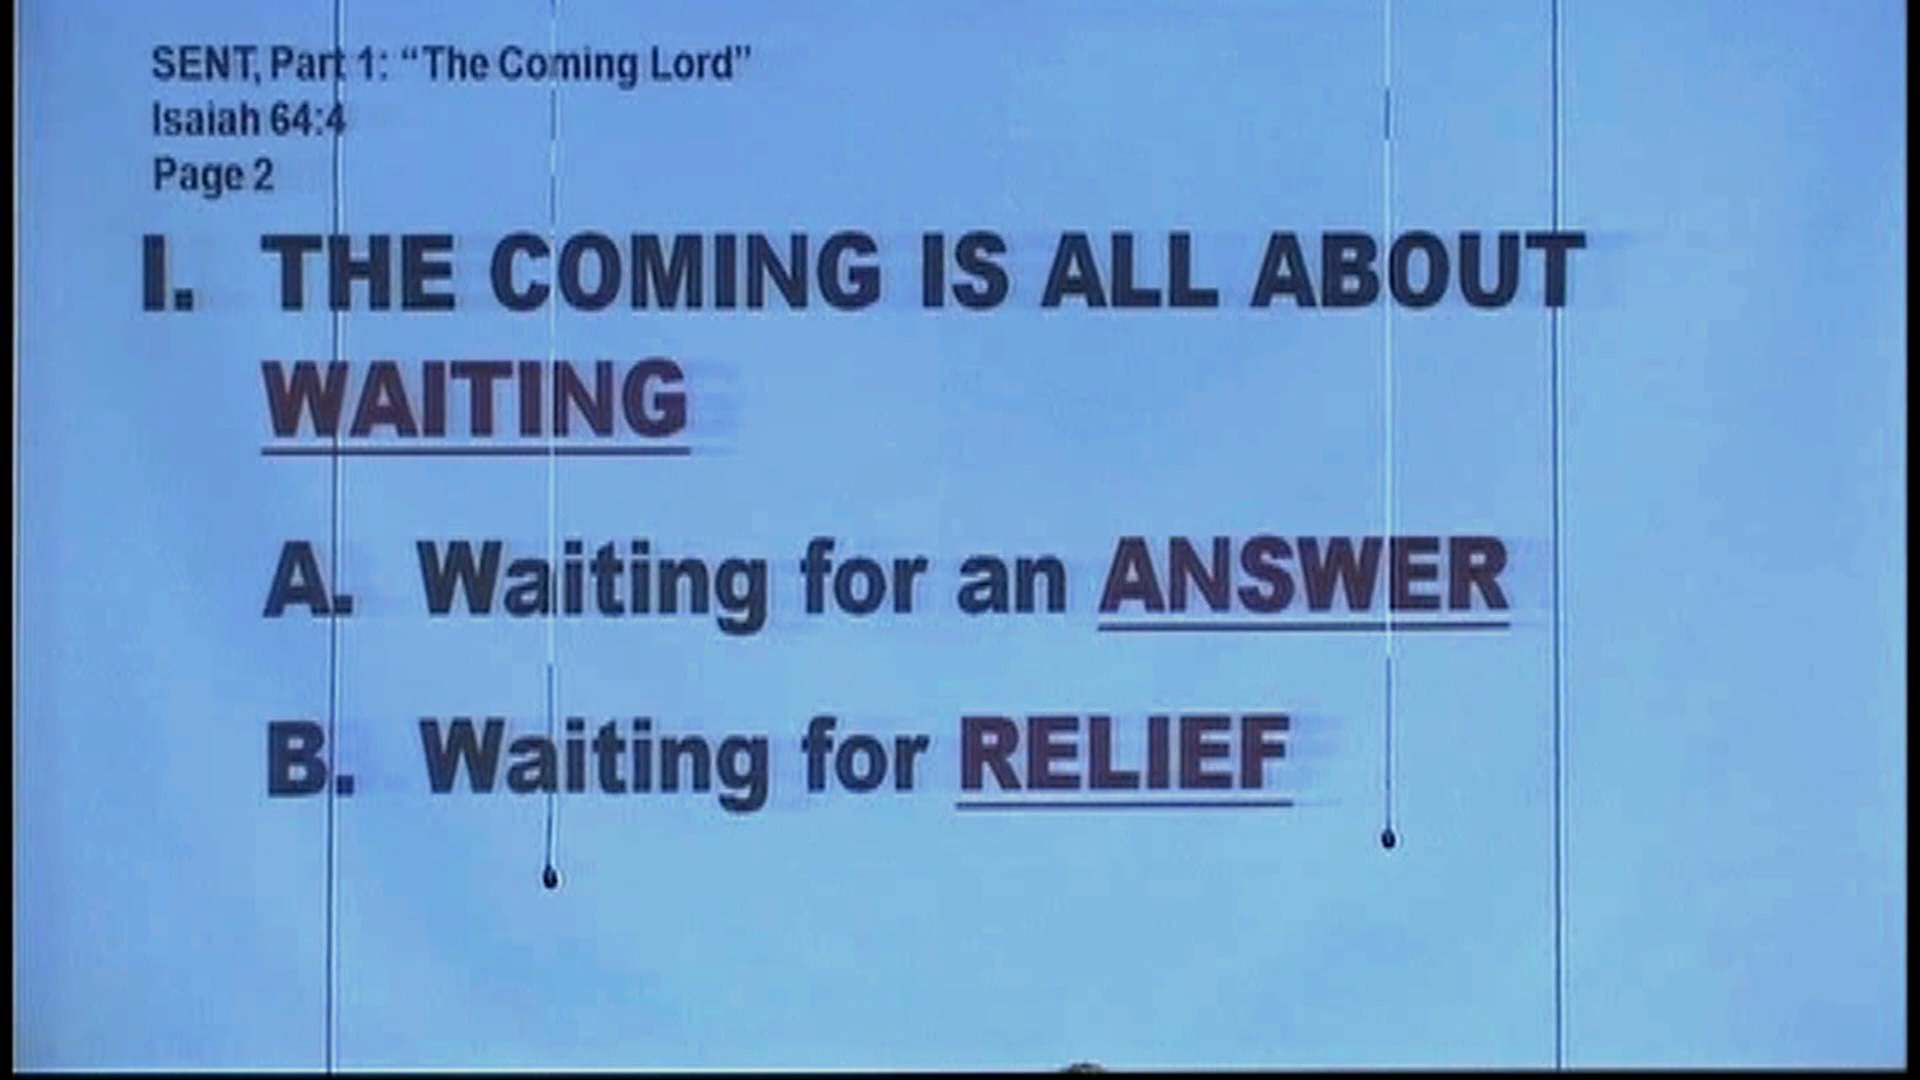 SENT, Part 1: “The Coming Lord”
Isaiah 64:4
Page 2
I. THE COMING IS ALL ABOUT
WAITING
A. Waiting for an ANSWER
B. Waiting for RELIEF